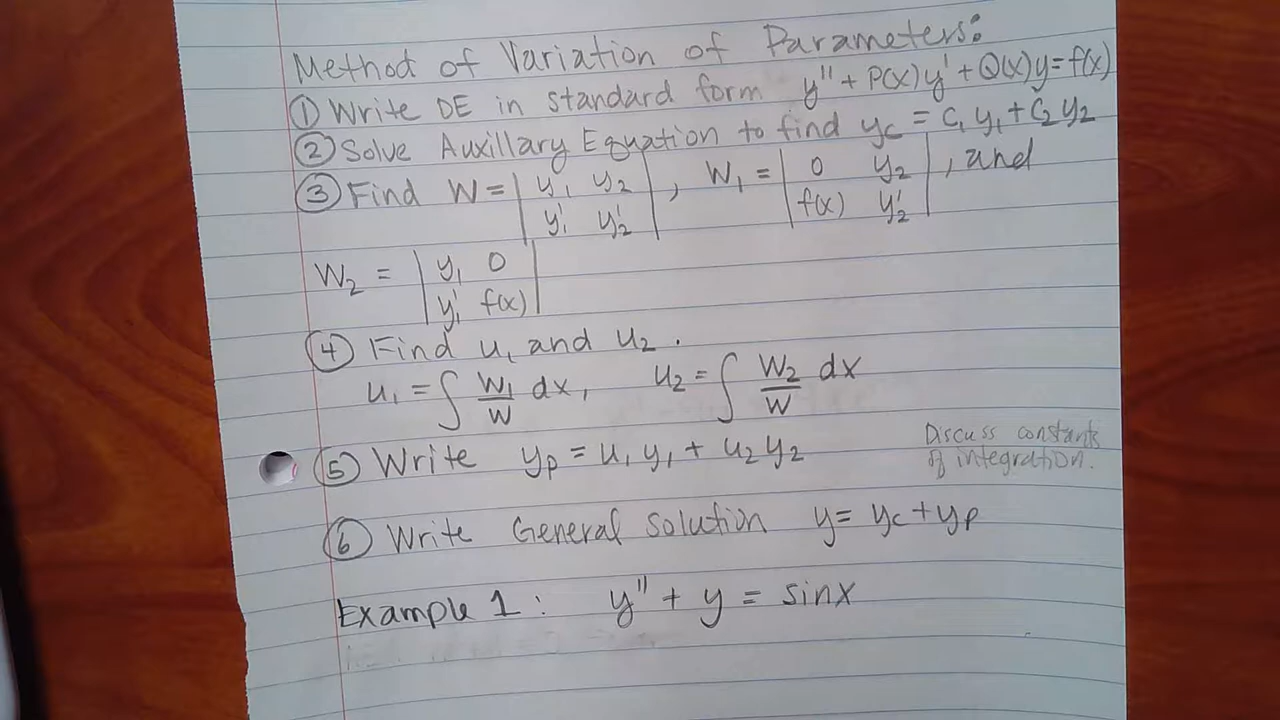 Method of Variation of Parameters:
① Write DE in standard form y'' + P(x)y' + Q(x)y = f(x)
② Solve Auxillary Equation to find yc = C₁y₁ + C₂y₂
③ Find W = | y₁ y₂ | , W₁ = | 0 y₂ | , and
| y₁' y₂' | | f(x) y₂' |
W₂ = | y₁ 0 |
| y₁' f(x) |
④ Find u₁ and u₂.
u₁ = ∫ W₁/W dx, u₂ = ∫ W₂/W dx
⑤ Write yp = u₁y₁ + u₂y₂
Discuss constants
of integration.
⑥ Write General solution y = yc + yp
Example 1: y'' + y = sinx